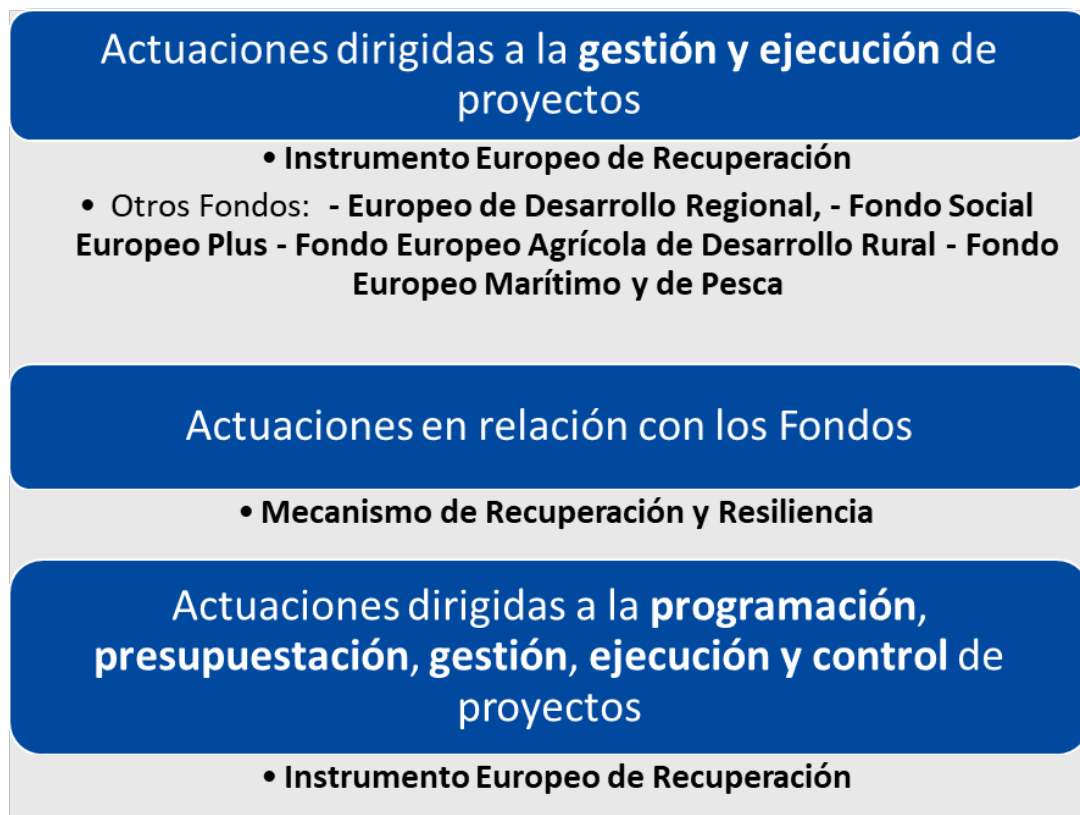 Actuaciones dirigidas a la gestión y ejecución de
proyectos
• Instrumento Europeo de Recuperación
• Otros Fondos: - Europeo de Desarrollo Regional, - Fondo Social
Europeo Plus - Fondo Europeo Agrícola de Desarrollo Rural - Fondo
Europeo Marítimo y de Pesca
Actuaciones en relación con los Fondos
• Mecanismo de Recuperación y Resiliencia
Actuaciones dirigidas a la programación,
presupuestación, gestión, ejecución y control de
proyectos
• Instrumento Europeo de Recuperación